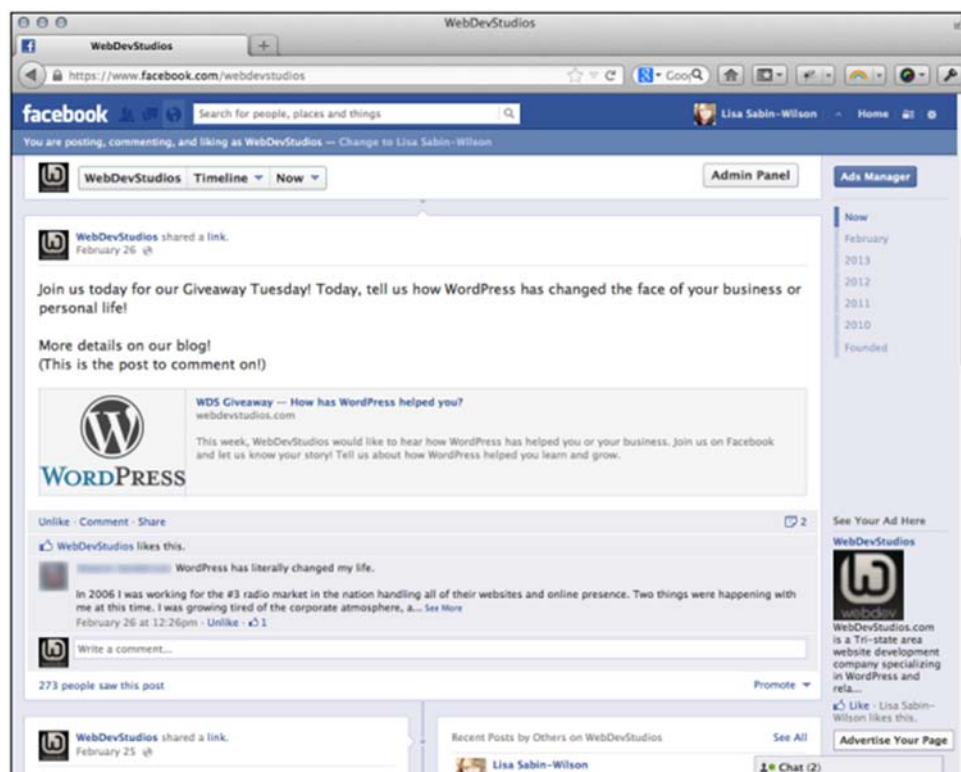 WebDevStudios
WebDevStudios
https://www.facebook.com/webdevstudios
facebook
Search for people, places and things
Lisa Sabin-Wilson
Home
You are posting, commenting, and liking as WebDevStudios — Change to Lisa Sabin-Wilson
WebDevStudios Timeline Now
Admin Panel
Ads Manager
Now
February
2013
2012
2011
2010
Founded
WebDevStudios shared a link.
February 26
Join us today for our Giveaway Tuesday! Today, tell us how WordPress has changed the face of your business or
personal life!
More details on our blog!
(This is the post to comment on!)
WORDPRESS
WDS Giveaway — How has WordPress helped you?
webdevstudios.com
This week, WebDevStudios would like to hear how WordPress has helped you or your business. Join us on Facebook
and let us know your story! Tell us about how WordPress helped you learn and grow.
Unlike · Comment · Share
2
WebDevStudios likes this.
WordPress has literally changed my life.
In 2006 I was working for the #3 radio market in the nation handling all of their websites and online presence. Two things were happening with
me at this time. I was growing tired of the corporate atmosphere, a... See More
February 26 at 12:26pm · Unlike · 1
Write a comment...
273 people saw this post
Promote
See Your Ad Here
WebDevStudios
webdev
WebDevStudios.com
is a Tri-state area
website development
company specializing
in WordPress and
rela...
Like · Lisa Sabin-
Wilson likes this.
Advertise Your Page
WebDevStudios shared a link.
February 25
Recent Posts by Others on WebDevStudios
See All
Lisa Sabin-Wilson
Chat (2)